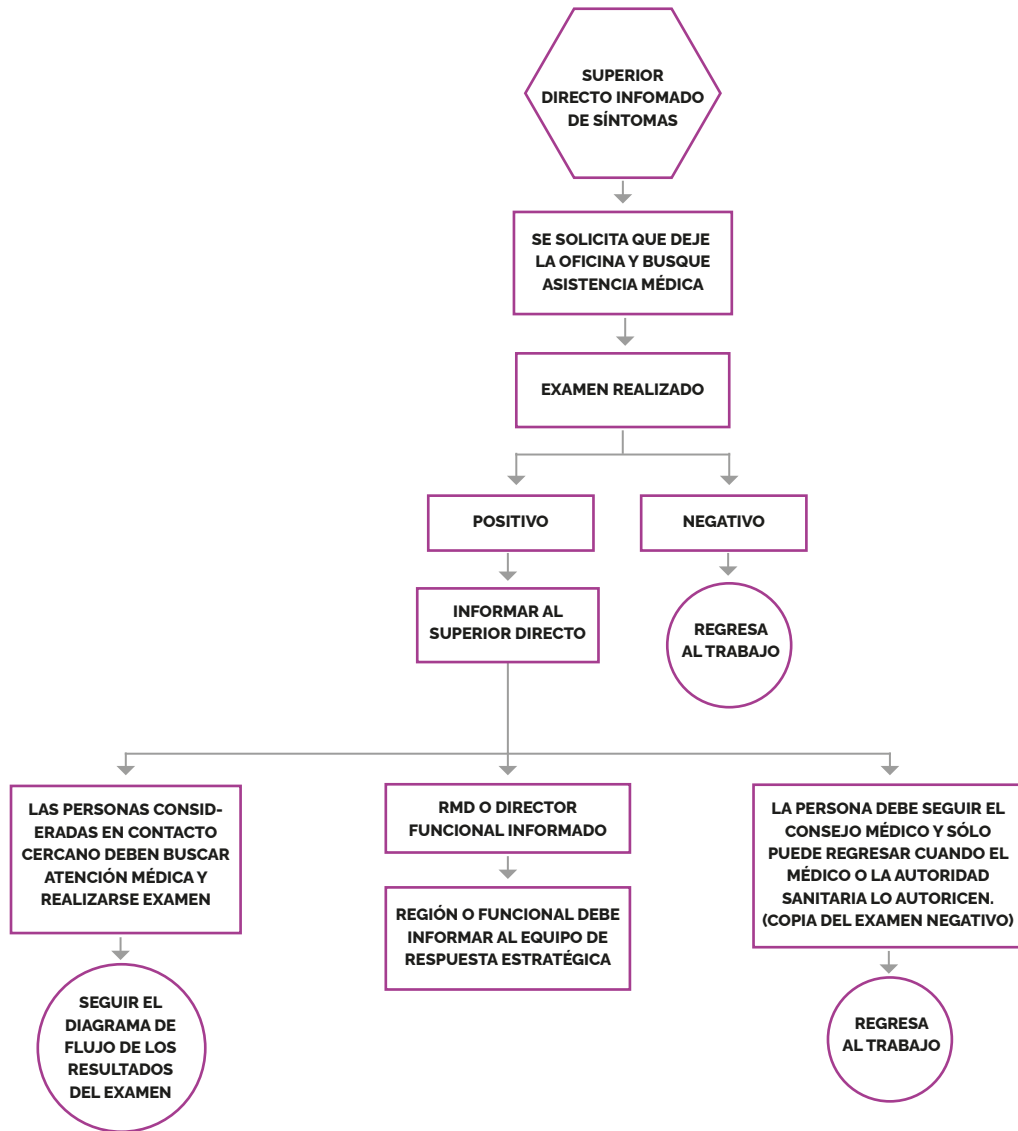 SUPERIOR
DIRECTO INFOMADO
DE SÍNTOMAS
SE SOLICITA QUE DEJE
LA OFICINA Y BUSQUE
ASISTENCIA MÉDICA
EXAMEN REALIZADO
POSITIVO
NEGATIVO
INFORMAR AL
SUPERIOR DIRECTO
REGRESA
AL TRABAJO
LAS PERSONAS CONSID-
ERADAS EN CONTACTO
CERCANO DEBEN BUSCAR
ATENCIÓN MÉDICA Y
REALIZARSE EXAMEN
RMD O DIRECTOR
FUNCIONAL INFORMADO
LA PERSONA DEBE SEGUIR EL
CONSEJO MÉDICO Y SÓLO
PUEDE REGRESAR CUANDO EL
MÉDICO O LA AUTORIDAD
SANITARIA LO AUTORICEN.
(COPIA DEL EXAMEN NEGATIVO)
REGIÓN O FUNCIONAL DEBE
INFORMAR AL EQUIPO DE
RESPUESTA ESTRATÉGICA
SEGUIR EL
DIAGRAMA DE
FLUJO DE LOS
RESULTADOS
DEL EXAMEN
REGRESA
AL TRABAJO